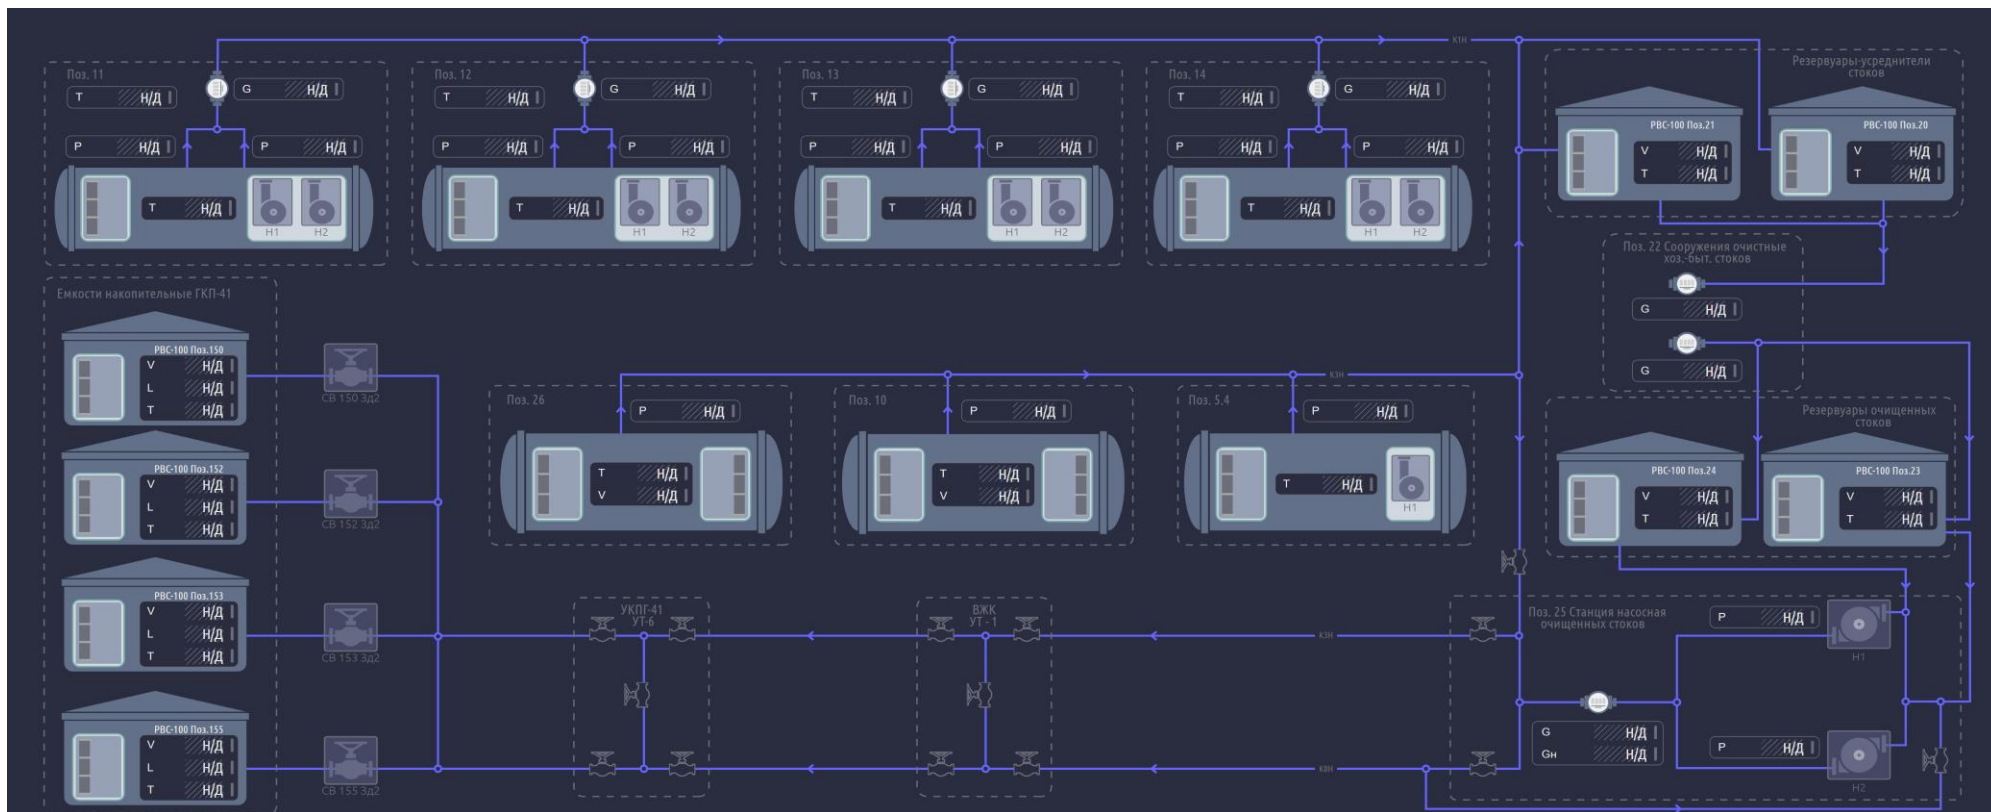 К1Н
Поз. 11
T Н/Д
G Н/Д
P Н/Д
P Н/Д
T Н/Д
Н1 Н2
Поз. 12
T Н/Д
G Н/Д
P Н/Д
P Н/Д
T Н/Д
Н1 Н2
Поз. 13
T Н/Д
G Н/Д
P Н/Д
P Н/Д
T Н/Д
Н1 Н2
Поз. 14
T Н/Д
G Н/Д
P Н/Д
P Н/Д
T Н/Д
Н1 Н2
Резервуары-усреднители
стоков
РВС-100 Поз.21
V Н/Д
T Н/Д
РВС-100 Поз.20
V Н/Д
T Н/Д
Поз. 22 Сооружения очистные
хоз.-быт. стоков
G Н/Д
G Н/Д
Емкости накопительные ГКП-41
РВС-100 Поз.150
V Н/Д
L Н/Д
T Н/Д
СВ 150 Зд2
РВС-100 Поз.152
V Н/Д
L Н/Д
T Н/Д
СВ 152 Зд2
РВС-100 Поз.153
V Н/Д
L Н/Д
T Н/Д
СВ 153 Зд2
РВС-100 Поз.155
V Н/Д
L Н/Д
T Н/Д
СВ 155 Зд2
К3Н
Поз. 26
P Н/Д
T Н/Д
V Н/Д
Поз. 10
P Н/Д
T Н/Д
V Н/Д
Поз. 5.4
P Н/Д
T Н/Д
Н1
Резервуары очищенных
стоков
РВС-100 Поз.24
V Н/Д
T Н/Д
РВС-100 Поз.23
V Н/Д
T Н/Д
УКПГ-41
УТ-6
ВЖК
УТ - 1
К3Н
К3Н
Поз. 25 Станция насосная
очищенных стоков
P Н/Д
Н1
G Н/Д
Gн Н/Д
P Н/Д
Н2